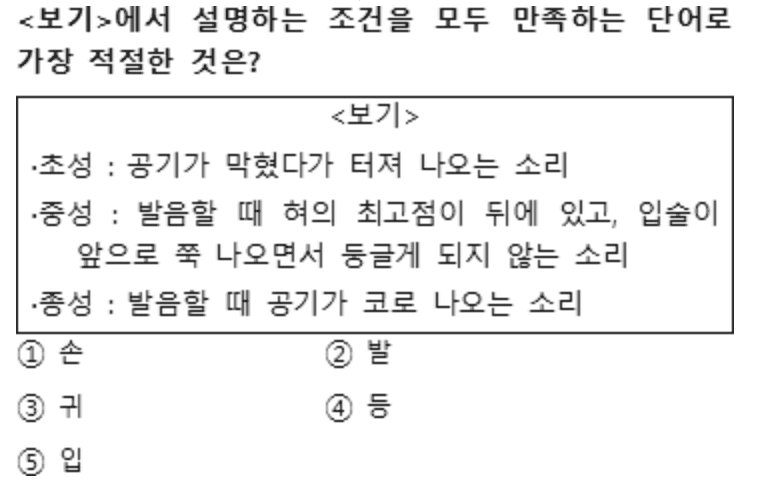 <보기>에서 설명하는 조건을 모두 만족하는 단어로
가장 적절한 것은?
<보기>
·초성 : 공기가 막혔다가 터져 나오는 소리
·중성 : 발음할 때 혀의 최고점이 뒤에 있고, 입술이
앞으로 쭉 나오면서 둥글게 되지 않는 소리
·종성 : 발음할 때 공기가 코로 나오는 소리
① 손 ② 발
③ 귀 ④ 등
⑤ 입